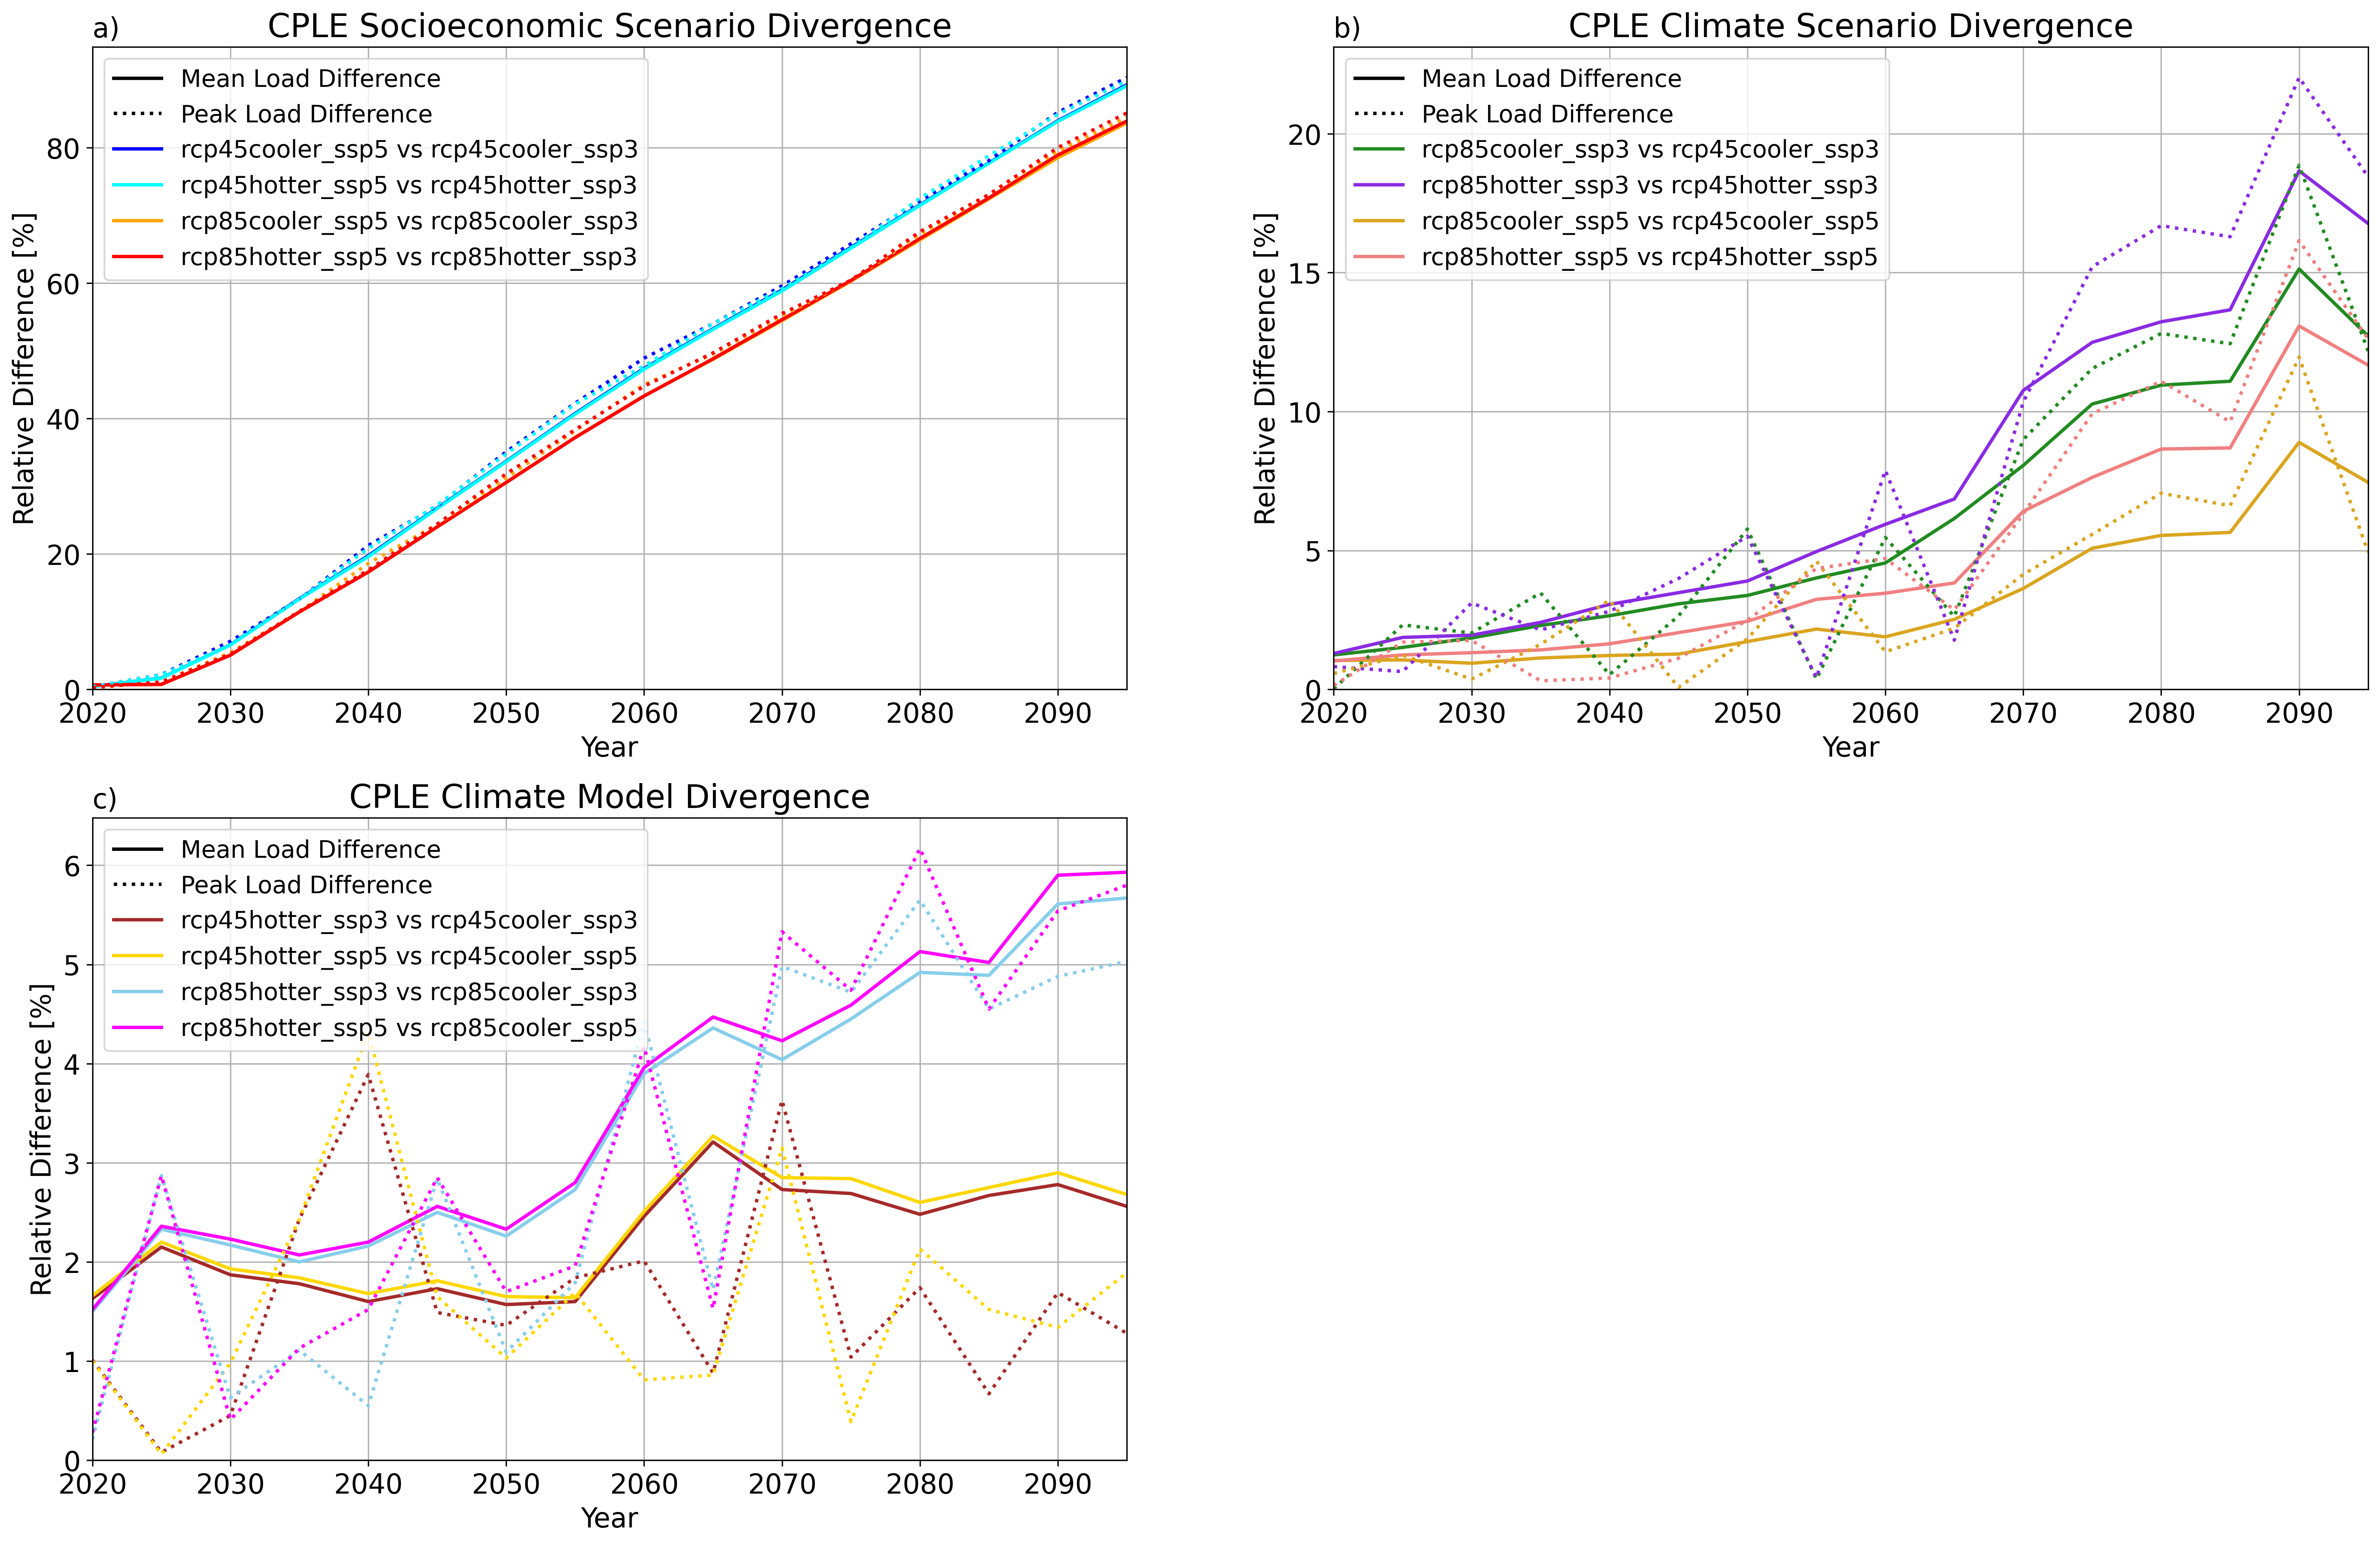 a)
CPLE Socioeconomic Scenario Divergence
Mean Load Difference
Peak Load Difference
rcp45cooler_ssp5 vs rcp45cooler_ssp3
rcp45hotter_ssp5 vs rcp45hotter_ssp3
rcp85cooler_ssp5 vs rcp85cooler_ssp3
rcp85hotter_ssp5 vs rcp85hotter_ssp3
Relative Difference [%]
80
60
40
20
0
2020 2030 2040 2050 2060 2070 2080 2090
Year
b)
CPLE Climate Scenario Divergence
Mean Load Difference
Peak Load Difference
rcp85cooler_ssp3 vs rcp45cooler_ssp3
rcp85hotter_ssp3 vs rcp45hotter_ssp3
rcp85cooler_ssp5 vs rcp45cooler_ssp5
rcp85hotter_ssp5 vs rcp45hotter_ssp5
Relative Difference [%]
20
15
10
5
0
2020 2030 2040 2050 2060 2070 2080 2090
Year
c)
CPLE Climate Model Divergence
Mean Load Difference
Peak Load Difference
rcp45hotter_ssp3 vs rcp45cooler_ssp3
rcp45hotter_ssp5 vs rcp45cooler_ssp5
rcp85hotter_ssp3 vs rcp85cooler_ssp3
rcp85hotter_ssp5 vs rcp85cooler_ssp5
Relative Difference [%]
6
5
4
3
2
1
0
2020 2030 2040 2050 2060 2070 2080 2090
Year